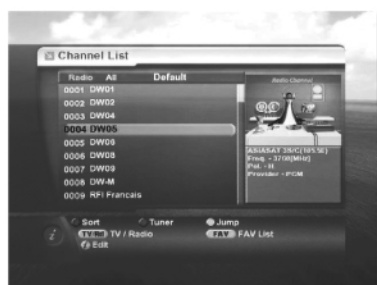 Channel List
Radio All Default
0001 DW01
0002 DW02
0003 DW04
0004 DW05
0005 DW06
0006 DW08
0007 DW09
0008 DW-M
0009 RFI Francais
Radio Channel
ASIASAT 3S/C(105.5E)
Freq. - 3708[MHz]
Pol. - H
Provider - PCM
Sort Tuner Jump
TV/Rd TV / Radio FAV FAV List
Edit